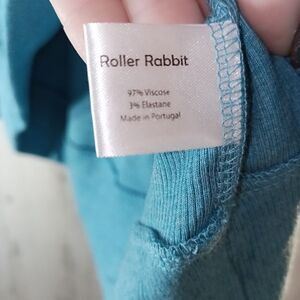 Roller Rabbit
97% Viscose
3% Elastane
Made in Portugal